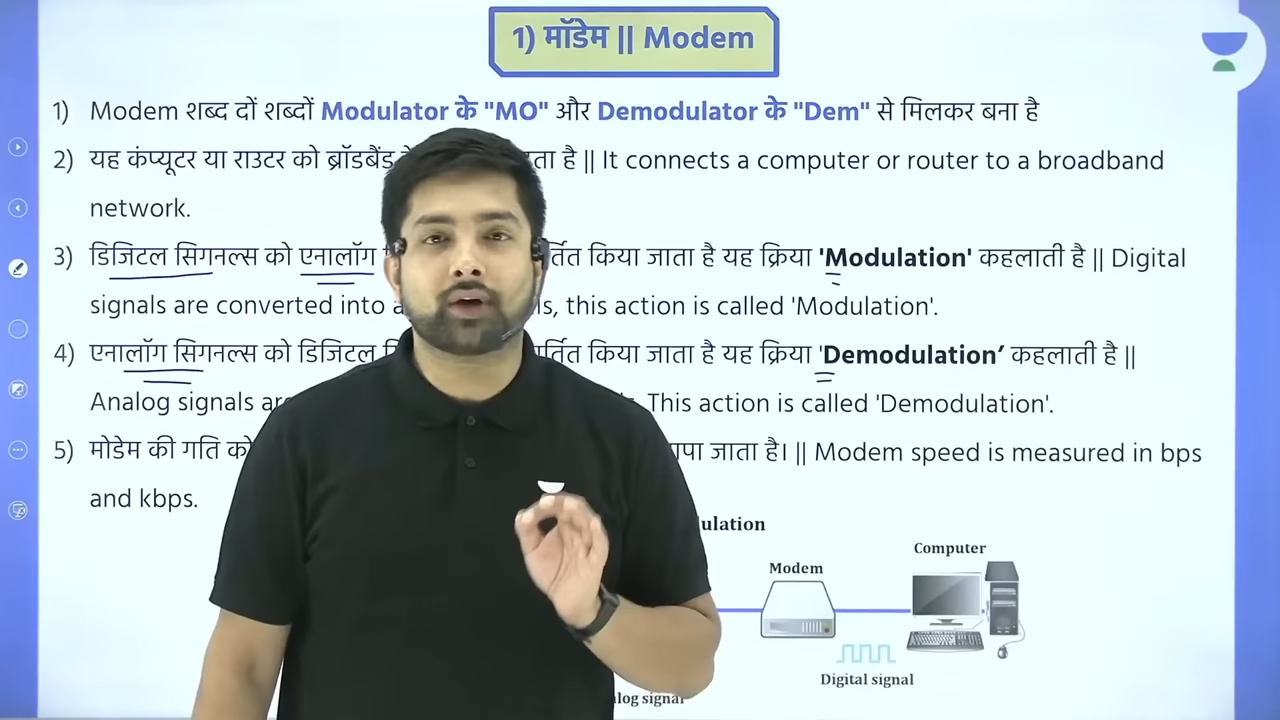 1) मॉडेम || Modem
1) Modem शब्द दों शब्दों Modulator के "MO" और Demodulator के "Dem" से मिलकर बना है
2) यह कंप्यूटर या राउटर को ब्रॉडबैंड है || It connects a computer or router to a broadband
network.
3) डिजिटल सिगनल्स को एनालॉग किया जाता है यह क्रिया 'Modulation' कहलाती है || Digital
signals are converted into this action is called 'Modulation'.
4) एनालॉग सिगनल्स को डिजिटल किया जाता है यह क्रिया 'Demodulation’ कहलाती है ||
Analog signals This action is called 'Demodulation'.
5) मोडेम की गति को जाता है। || Modem speed is measured in bps
and kbps.
Computer
Modem
Digital signal
signal